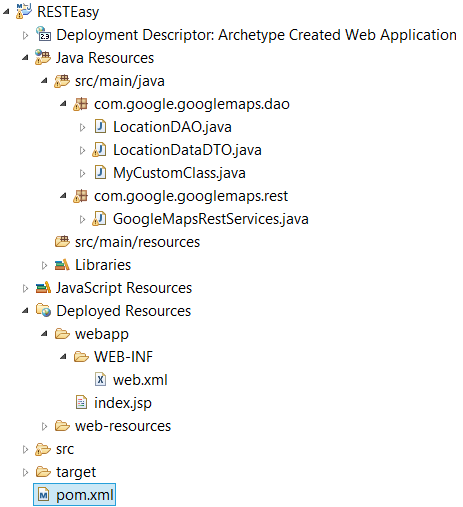 RESTEasy
Deployment Descriptor: Archetype Created Web Application
Java Resources
src/main/java
com.google.googlemaps.dao
LocationDAO.java
LocationDataDTO.java
MyCustomClass.java
com.google.googlemaps.rest
GoogleMapsRestServices.java
src/main/resources
Libraries
JavaScript Resources
Deployed Resources
webapp
WEB-INF
web.xml
index.jsp
web-resources
src
target
pom.xml